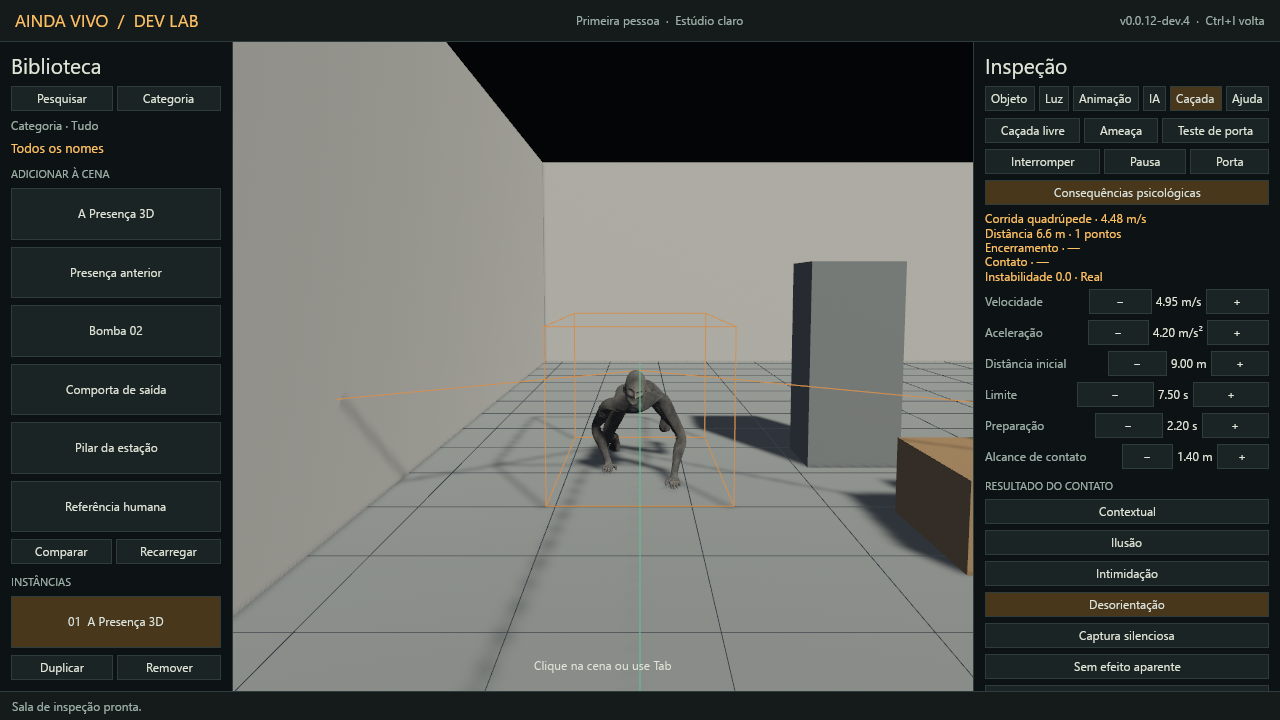 AINDA VIVO / DEV LAB
Primeira pessoa · Estúdio claro
v0.0.12-dev.4 · Ctrl+I volta
Biblioteca
Pesquisar
Categoria
Categoria · Tudo
Todos os nomes
ADICIONAR À CENA
A Presença 3D
Presença anterior
Bomba 02
Comporta de saída
Pilar da estação
Referência humana
Comparar
Recarregar
INSTÂNCIAS
01 A Presença 3D
Duplicar
Remover
Clique na cena ou use Tab
Inspeção
Objeto
Luz
Animação
IA
Caçada
Ajuda
Caçada livre
Ameaça
Teste de porta
Interromper
Pausa
Porta
Consequências psicológicas
Corrida quadrúpede · 4.48 m/s
Distância 6.6 m · 1 pontos
Encerramento · —
Contato · —
Instabilidade 0.0 · Real
Velocidade − 4.95 m/s +
Aceleração − 4.20 m/s² +
Distância inicial − 9.00 m +
Limite − 7.50 s +
Preparação − 2.20 s +
Alcance de contato − 1.40 m +
RESULTADO DO CONTATO
Contextual
Ilusão
Intimidação
Desorientação
Captura silenciosa
Sem efeito aparente
Sala de inspeção pronta.